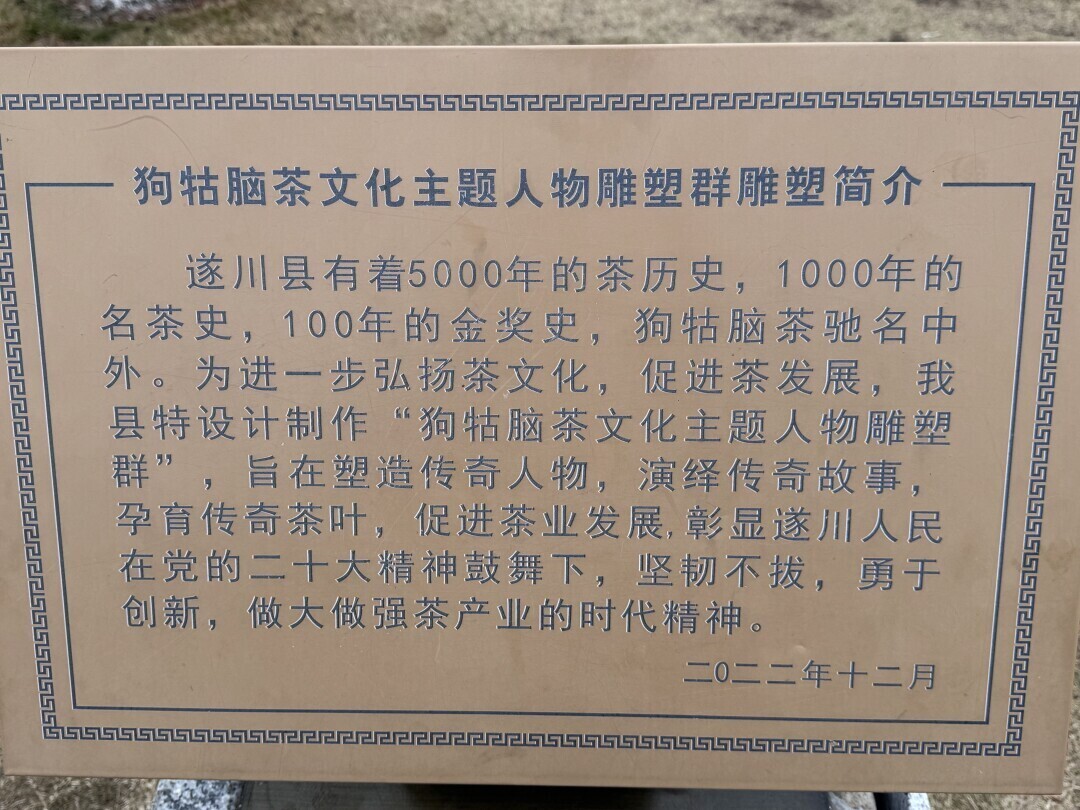 狗牯脑茶文化主题人物雕塑群雕塑简介
遂川县有着5000年的茶历史，1000年的
名茶史，100年的金奖史，狗牯脑茶驰名中
外。为进一步弘扬茶文化，促进茶发展，我
县特设计制作“狗牯脑茶文化主题人物雕塑
群”，旨在塑造传奇人物，演绎传奇故事，
孕育传奇茶叶，促进茶业发展,彰显遂川人民
在党的二十大精神鼓舞下，坚韧不拔，勇于
创新，做大做强茶产业的时代精神。
二〇二二年十二月